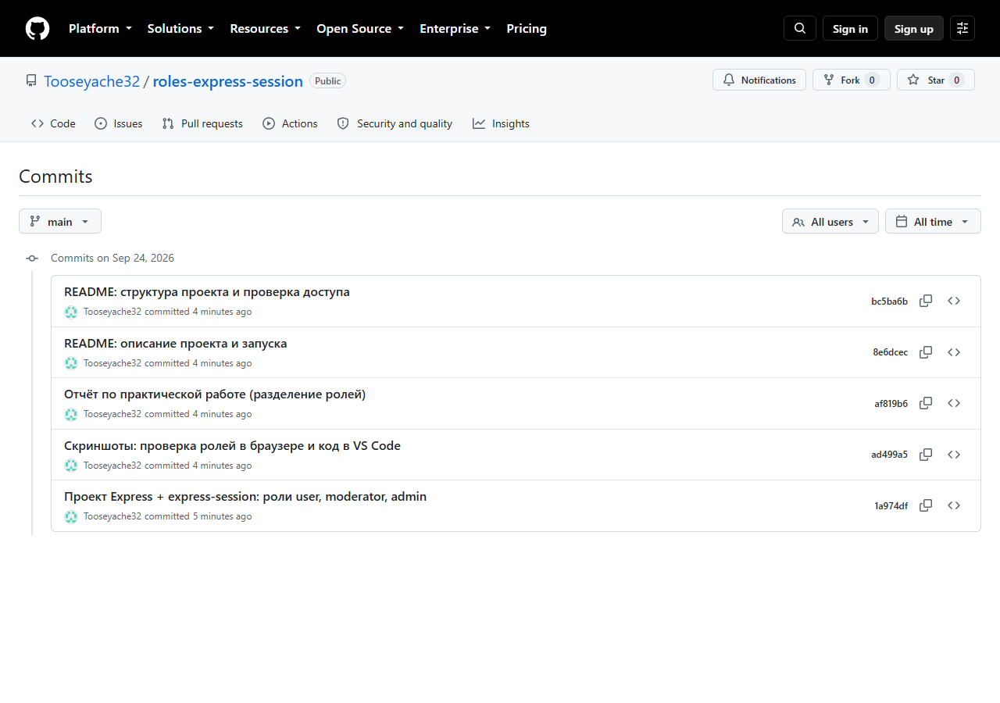 Platform Solutions Resources Open Source Enterprise Pricing Sign in Sign up
Tooseyache32 / roles-express-session Public Notifications Fork 0 Star 0
Code Issues Pull requests Actions Security and quality Insights
Commits
main All users All time
Commits on Sep 24, 2026
README: структура проекта и проверка доступа
Tooseyache32 committed 4 minutes ago
bc5ba6b
README: описание проекта и запуска
Tooseyache32 committed 4 minutes ago
8e6dcec
Отчёт по практической работе (разделение ролей)
Tooseyache32 committed 4 minutes ago
af819b6
Скриншоты: проверка ролей в браузере и код в VS Code
Tooseyache32 committed 4 minutes ago
ad499a5
Проект Express + express-session: роли user, moderator, admin
Tooseyache32 committed 5 minutes ago
1a974df